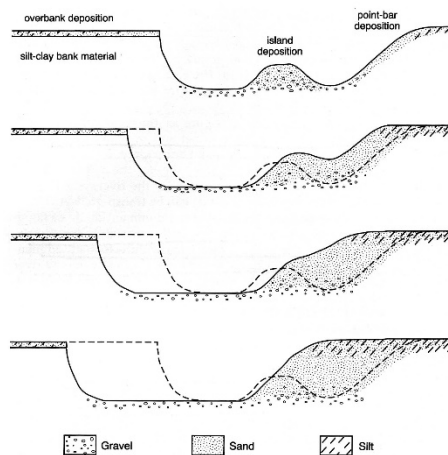 overbank deposition
silt-clay bank material
island
deposition
point-bar
deposition
Gravel
Sand
Silt